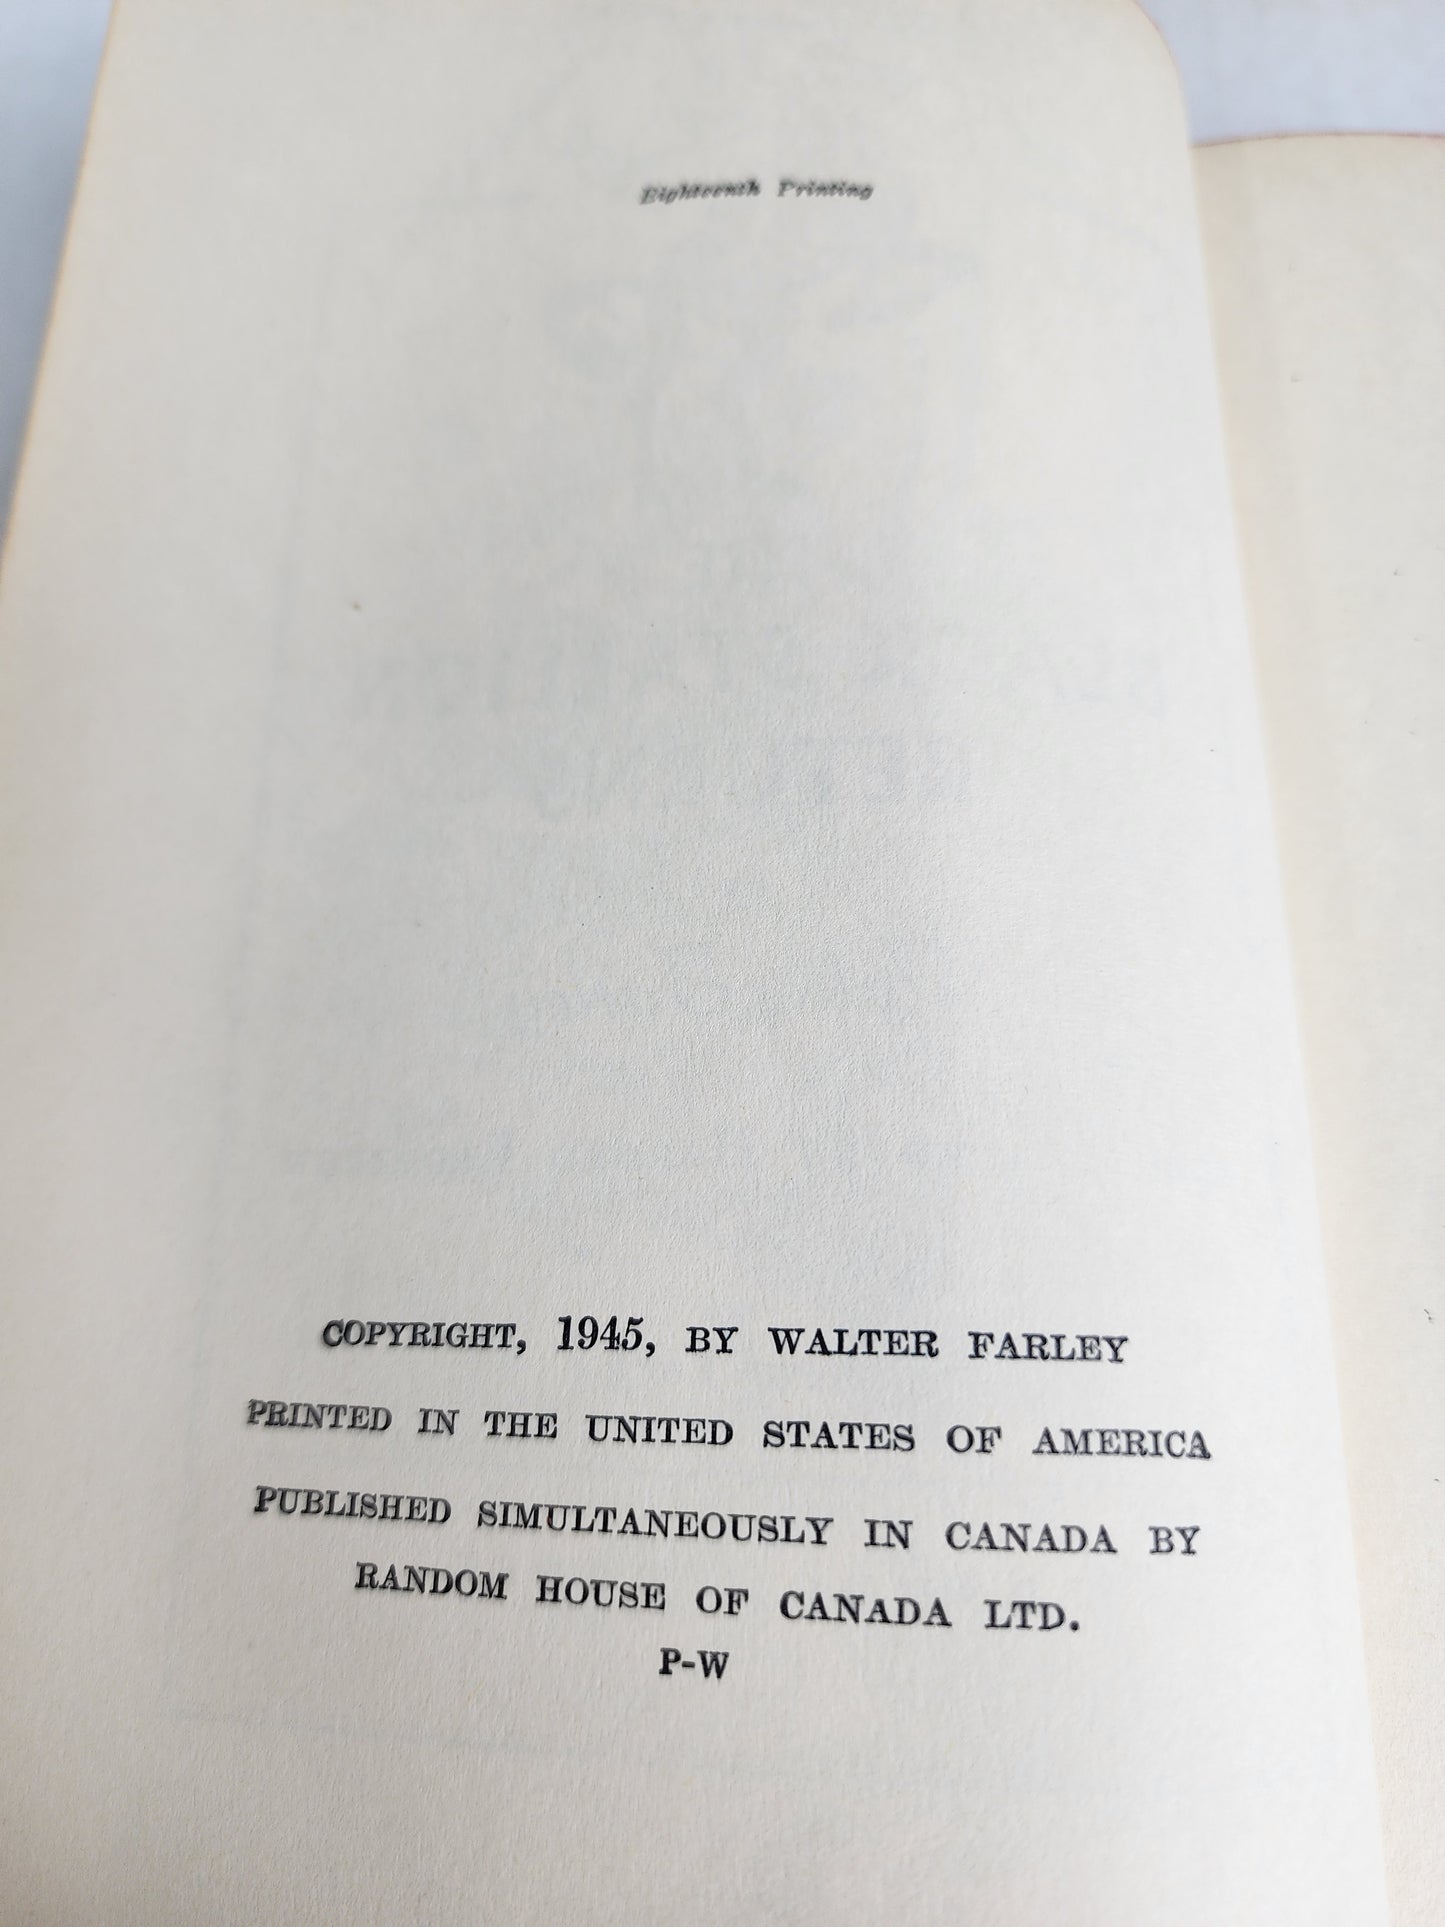 Eighteenth Printing
COPYRIGHT, 1945, BY WALTER FARLEY
PRINTED IN THE UNITED STATES OF AMERICA
PUBLISHED SIMULTANEOUSLY IN CANADA BY
RANDOM HOUSE OF CANADA LTD.
P-W